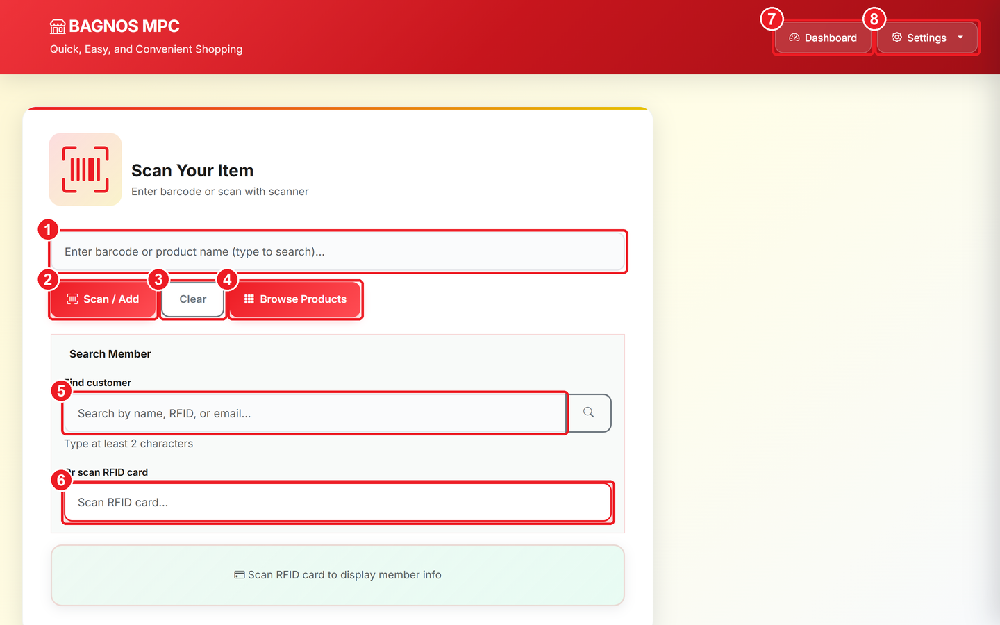 BAGNOS MPC
Quick, Easy, and Convenient Shopping
7
Dashboard
8
Settings
Scan Your Item
Enter barcode or scan with scanner
1
Enter barcode or product name (type to search)...
2
Scan / Add
3
Clear
4
Browse Products
Search Member
Find customer
5
Search by name, RFID, or email...
Type at least 2 characters
Or scan RFID card
6
Scan RFID card...
Scan RFID card to display member info